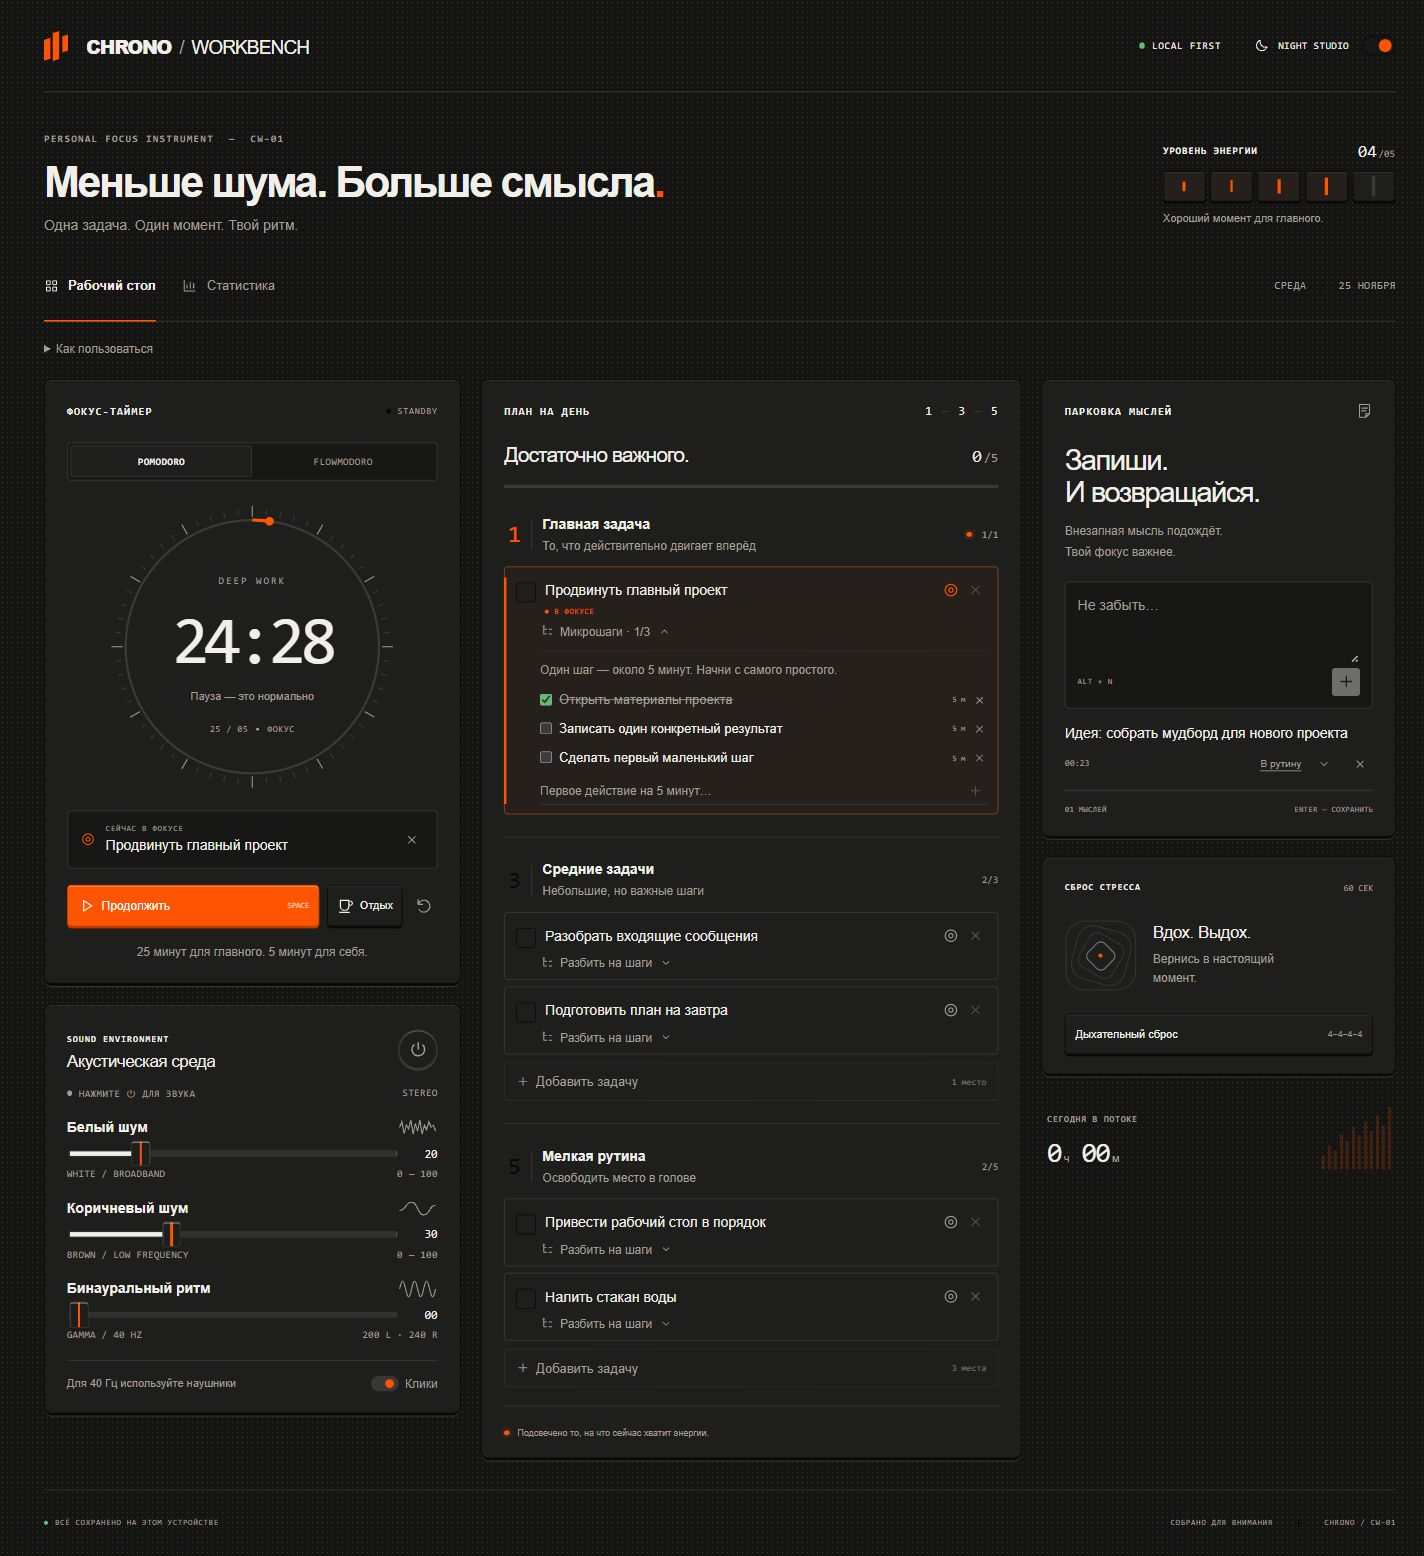 CHRONO / WORKBENCH
LOCAL FIRST
NIGHT STUDIO
PERSONAL FOCUS INSTRUMENT — CW-01
Меньше шума. Больше смысла.
Одна задача. Один момент. Твой ритм.
УРОВЕНЬ ЭНЕРГИИ
04/05
Хороший момент для главного.
Рабочий стол
Статистика
СРЕДА
25 НОЯБРЯ
Как пользоваться
ФОКУС-ТАЙМЕР
STANDBY
POMODORO
FLOWMODORO
DEEP WORK
24:28
Пауза — это нормально
25 / 05 • ФОКУС
СЕЙЧАС В ФОКУСЕ
Продвинуть главный проект
Продолжить
SPACE
Отдых
25 минут для главного. 5 минут для себя.
SOUND ENVIRONMENT
Акустическая среда
НАЖМИТЕ ⏻ ДЛЯ ЗВУКА
STEREO
Белый шум
20
WHITE / BROADBAND
0 — 100
Коричневый шум
30
BROWN / LOW FREQUENCY
0 — 100
Бинауральный ритм
00
GAMMA / 40 HZ
200 L · 240 R
Для 40 Гц используйте наушники
Клики
ПЛАН НА ДЕНЬ
1 — 3 — 5
Достаточно важного.
0/5
1
Главная задача
То, что действительно двигает вперёд
1/1
Продвинуть главный проект
В ФОКУСЕ
Микрошаги · 1/3
Один шаг — около 5 минут. Начни с самого простого.
Открыть материалы проекта
5 м
Записать один конкретный результат
5 м
Сделать первый маленький шаг
5 м
Первое действие на 5 минут…
3
Средние задачи
Небольшие, но важные шаги
2/3
Разобрать входящие сообщения
Разбить на шаги
Подготовить план на завтра
Разбить на шаги
+ Добавить задачу
1 место
5
Мелкая рутина
Освободить место в голове
2/5
Привести рабочий стол в порядок
Разбить на шаги
Налить стакан воды
Разбить на шаги
+ Добавить задачу
3 места
Подсвечено то, на что сейчас хватит энергии.
ПАРКОВКА МЫСЛЕЙ
Запиши.
И возвращайся.
Внезапная мысль подождёт.
Твой фокус важнее.
Не забыть…
ALT + N
Идея: собрать мудборд для нового проекта
00:23
В рутину
01 МЫСЛЕЙ
ENTER — СОХРАНИТЬ
СБРОС СТРЕССА
60 СЕК
Вдох. Выдох.
Вернись в настоящий
момент.
Дыхательный сброс
4–4–4–4
СЕГОДНЯ В ПОТОКЕ
0ч 00м
ВСЁ СОХРАНЕНО НА ЭТОМ УСТРОЙСТВЕ
СОБРАНО ДЛЯ ВНИМАНИЯ
CHRONO / CW-01